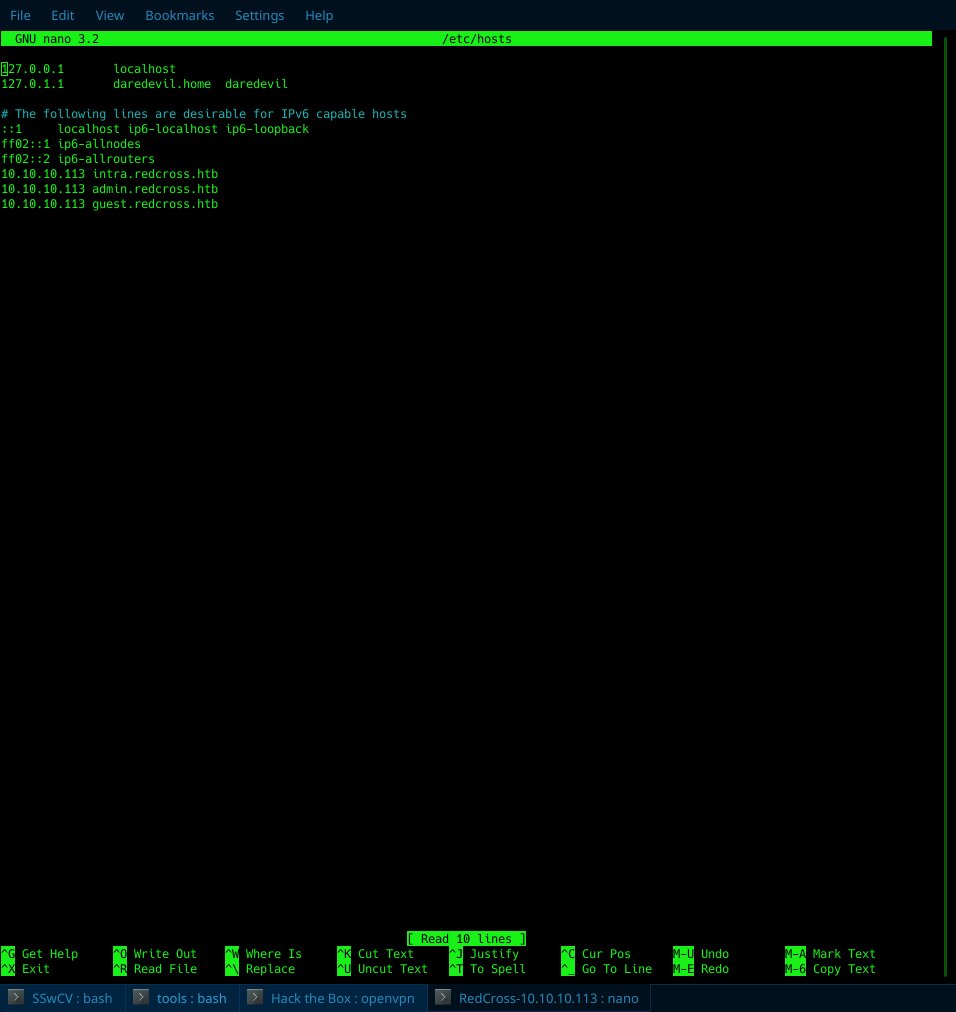 File Edit View Bookmarks Settings Help
GNU nano 3.2 /etc/hosts
127.0.0.1 localhost
127.0.1.1 daredevil.home daredevil
# The following lines are desirable for IPv6 capable hosts
::1 localhost ip6-localhost ip6-loopback
ff02::1 ip6-allnodes
ff02::2 ip6-allrouters
10.10.10.113 intra.redcross.htb
10.10.10.113 admin.redcross.htb
10.10.10.113 guest.redcross.htb
[ Read 10 lines ]
^G Get Help ^O Write Out ^W Where Is ^K Cut Text ^J Justify ^C Cur Pos M-U Undo M-A Mark Text
^X Exit ^R Read File ^\ Replace ^U Uncut Text ^T To Spell ^_ Go To Line M-E Redo M-6 Copy Text
SSwCV : bash tools : bash Hack the Box : openvpn RedCross-10.10.10.113 : nano